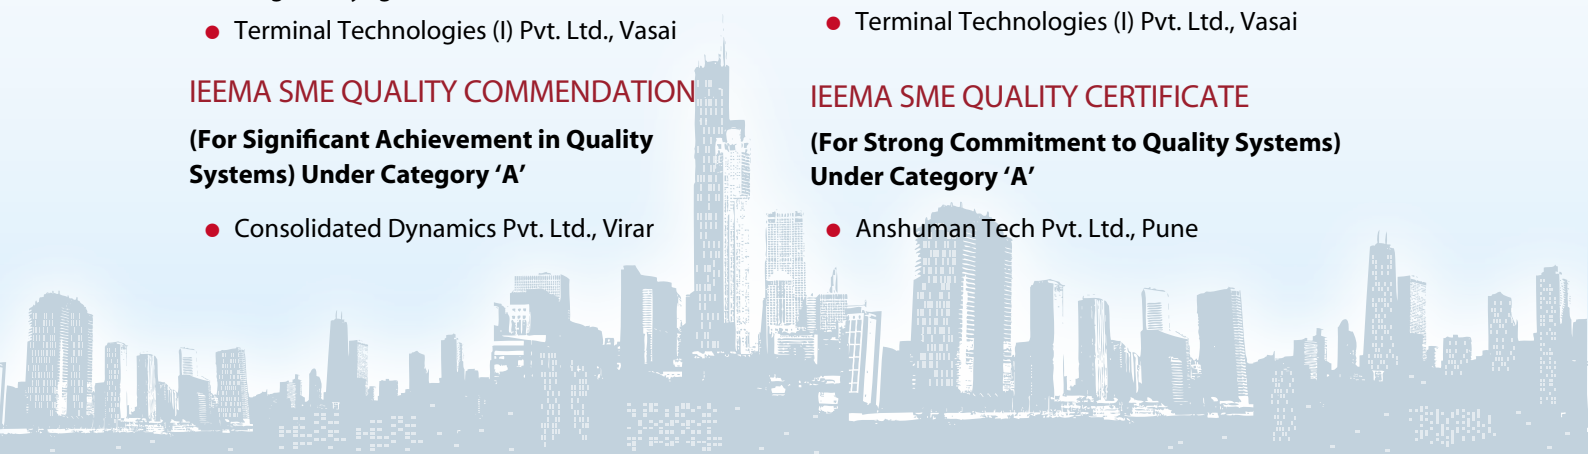 Terminal Technologies (I) Pvt. Ltd., Vasai
IEEMA SME QUALITY COMMENDATION
(For Significant Achievement in Quality
Systems) Under Category ‘A’
Consolidated Dynamics Pvt. Ltd., Virar
Terminal Technologies (I) Pvt. Ltd., Vasai
IEEMA SME QUALITY CERTIFICATE
(For Strong Commitment to Quality Systems)
Under Category ‘A’
Anshuman Tech Pvt. Ltd., Pune